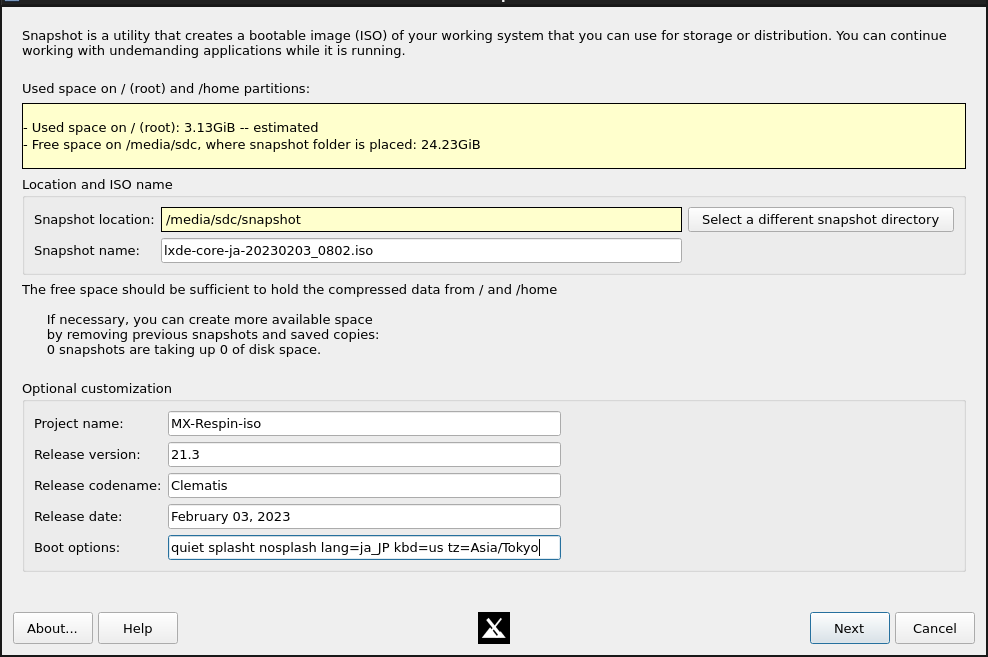 Snapshot is a utility that creates a bootable image (ISO) of your working system that you can use for storage or distribution. You can continue
working with undemanding applications while it is running.
Used space on / (root) and /home partitions:
- Used space on / (root): 3.13GiB -- estimated
- Free space on /media/sdc, where snapshot folder is placed: 24.23GiB
Location and ISO name
Snapshot location: /media/sdc/snapshot Select a different snapshot directory
Snapshot name: lxde-core-ja-20230203_0802.iso
The free space should be sufficient to hold the compressed data from / and /home
If necessary, you can create more available space
by removing previous snapshots and saved copies:
0 snapshots are taking up 0 of disk space.
Optional customization
Project name: MX-Respin-iso
Release version: 21.3
Release codename: Clematis
Release date: February 03, 2023
Boot options: quiet splasht nosplash lang=ja_JP kbd=us tz=Asia/Tokyo
About... Help Next Cancel